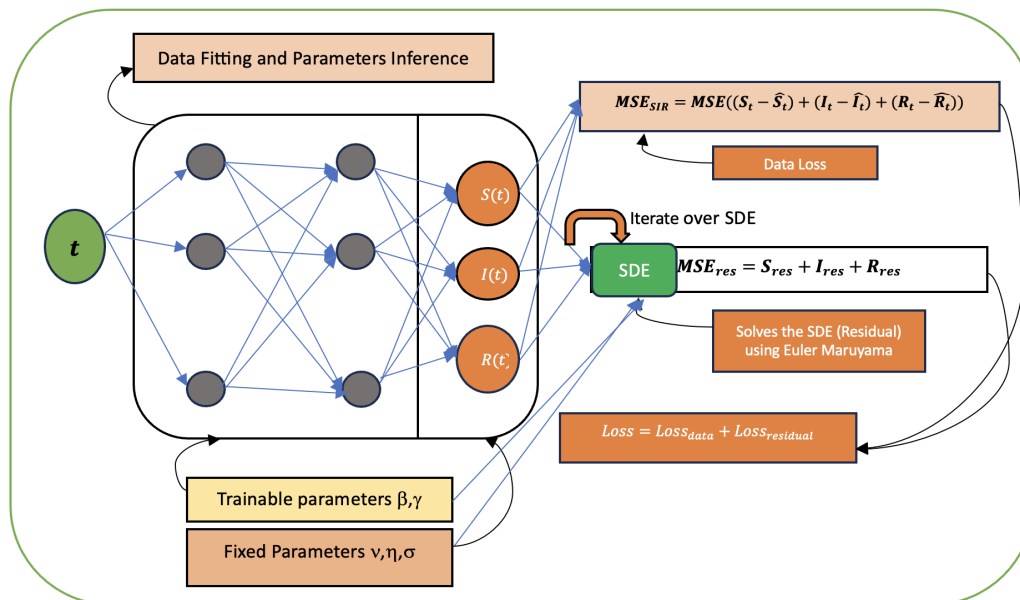 Data Fitting and Parameters Inference
MSE_SIR = MSE((S_t − Ŝ_t) + (I_t − Î_t) + (R_t − R̂_t))
Data Loss
S(t)
Iterate over SDE
t
I(t)
SDE
MSE_res = S_res + I_res + R_res
Solves the SDE (Residual)
using Euler Maruyama
R(t)
Loss = Loss_data + Loss_residual
Trainable parameters β,γ
Fixed Parameters ν,η,σ